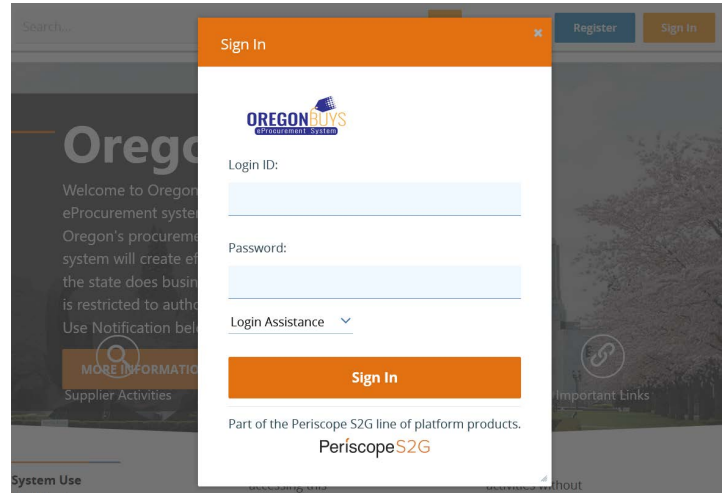 Search...
Register
Sign In
Sign In
OREGONBUYS
eProcurement System
Orego
Login ID:
Welcome to Oregon
eProcurement syste
Oregon's procureme
system will create ef
the state does busin
is restricted to autho
Use Notification bel
Password:
Login Assistance
MORE INFORMATIO
Sign In
Supplier Activities
Important Links
Part of the Periscope S2G line of platform products.
PeriscopeS2G
System Use
accessing this
activities without